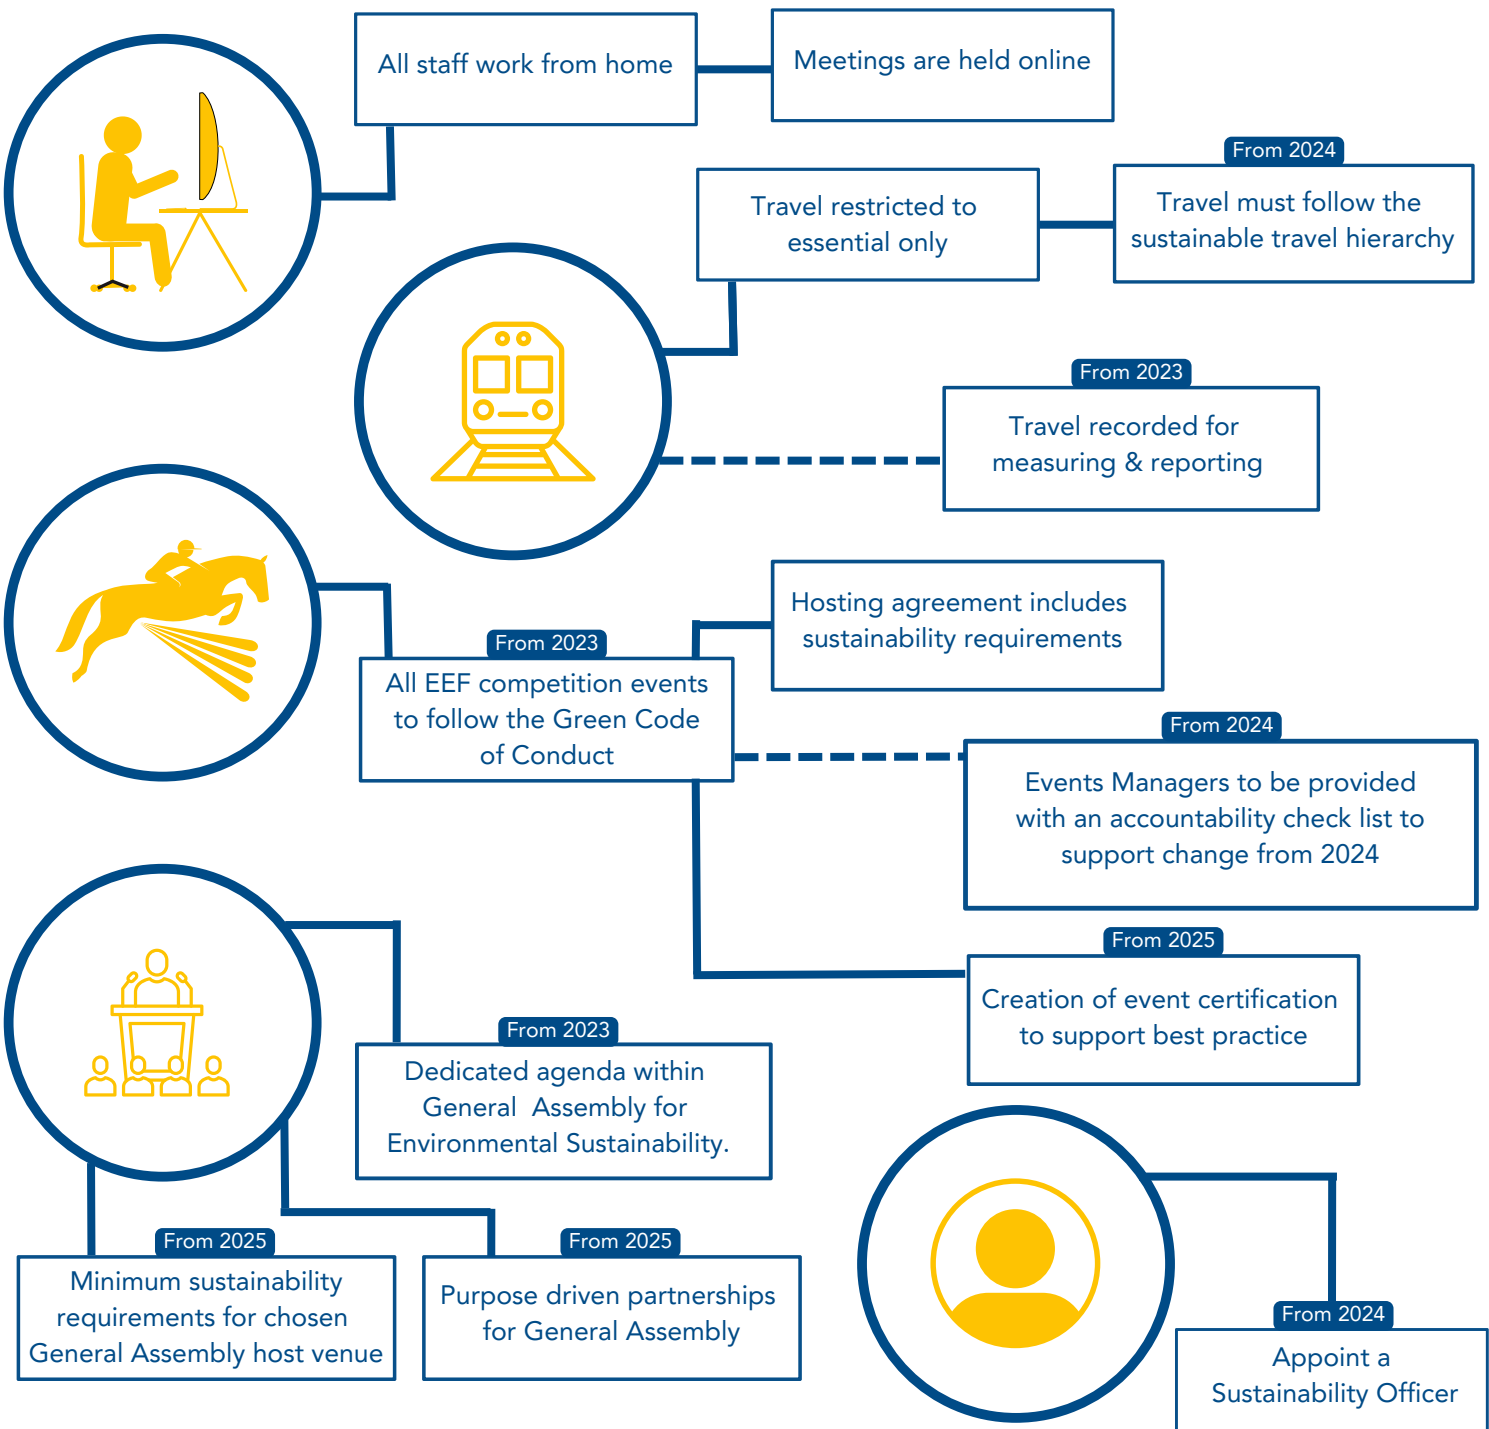 All staff work from home
Meetings are held online
From 2024
Travel restricted to
essential only
Travel must follow the
sustainable travel hierarchy
From 2023
Travel recorded for
measuring & reporting
Hosting agreement includes
sustainability requirements
From 2023
All EEF competition events
to follow the Green Code
of Conduct
From 2024
Events Managers to be provided
with an accountability check list to
support change from 2024
From 2025
Creation of event certification
to support best practice
From 2023
Dedicated agenda within
General Assembly for
Environmental Sustainability.
From 2025
Minimum sustainability
requirements for chosen
General Assembly host venue
From 2025
Purpose driven partnerships
for General Assembly
From 2024
Appoint a
Sustainability Officer